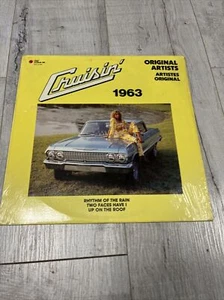 Cruisin'
ORIGINAL
ARTISTS
ARTISTES
ORIGINAL
1963
RHYTHM OF THE RAIN
TWO FACES HAVE I
UP ON THE ROOF